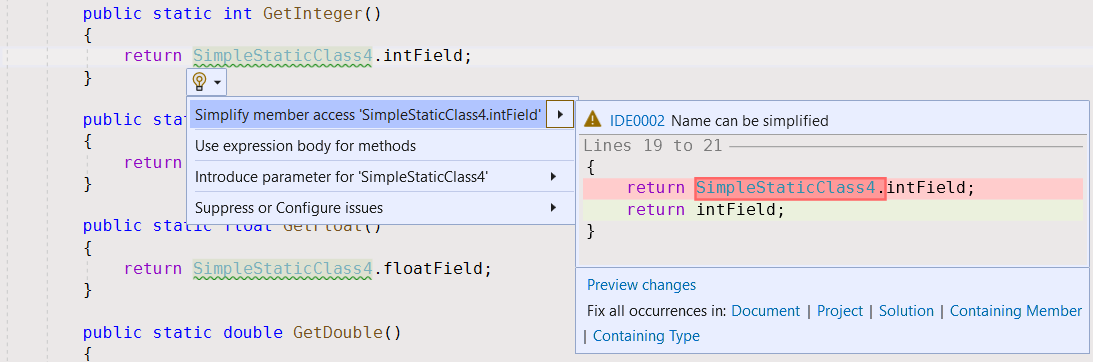 public static int GetInteger()
{
return SimpleStaticClass4.intField;
}
Simplify member access 'SimpleStaticClass4.intField'
Use expression body for methods
Introduce parameter for 'SimpleStaticClass4'
Suppress or Configure issues
IDE0002 Name can be simplified
Lines 19 to 21
{
return SimpleStaticClass4.intField;
return intField;
}
Preview changes
Fix all occurrences in: Document | Project | Solution | Containing Member
| Containing Type
public
{
return
}
public static float GetFloat()
{
return SimpleStaticClass4.floatField;
}
public static double GetDouble()
{